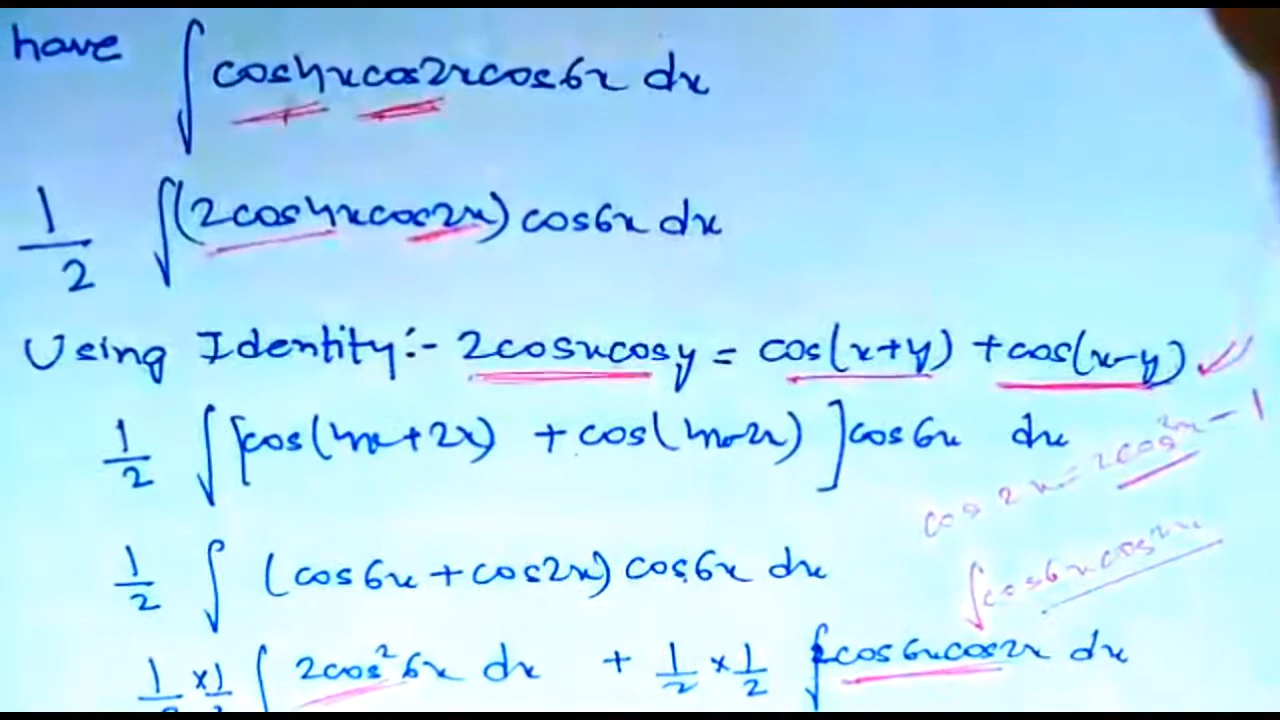 have ∫ cos4x cos2x cos6x dx
1/2 ∫(2cos4x cos2x) cos6x dx
Using Identity:- 2cosx cosy = cos(x+y) + cos(x-y) ✓
1/2 ∫ [cos(4x+2x) + cos(4x-2x)] cos6x dx
cos2x = 2cos²x - 1
1/2 ∫ (cos6x + cos2x) cos6x dx
∫cos6x cos2x
1/2 × 1/2 ∫ 2cos²6x dx + 1/2 × 1/2 ∫ 2cos6x cos2x dx